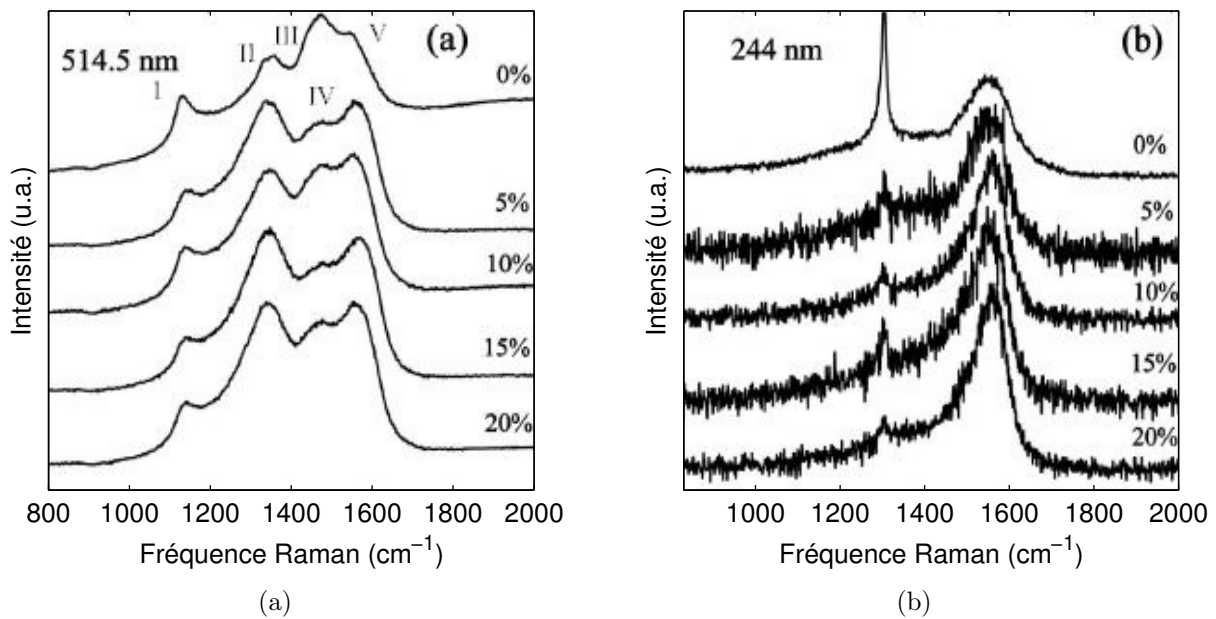 (a)
514.5 nm
I
II
III
IV
V
0%
5%
10%
15%
20%
Intensité (u.a.)
800 1000 1200 1400 1600 1800 2000
Fréquence Raman (cm⁻¹)
(a)
(b)
244 nm
0%
5%
10%
15%
20%
Intensité (u.a.)
1000 1200 1400 1600 1800 2000
Fréquence Raman (cm⁻¹)
(b)